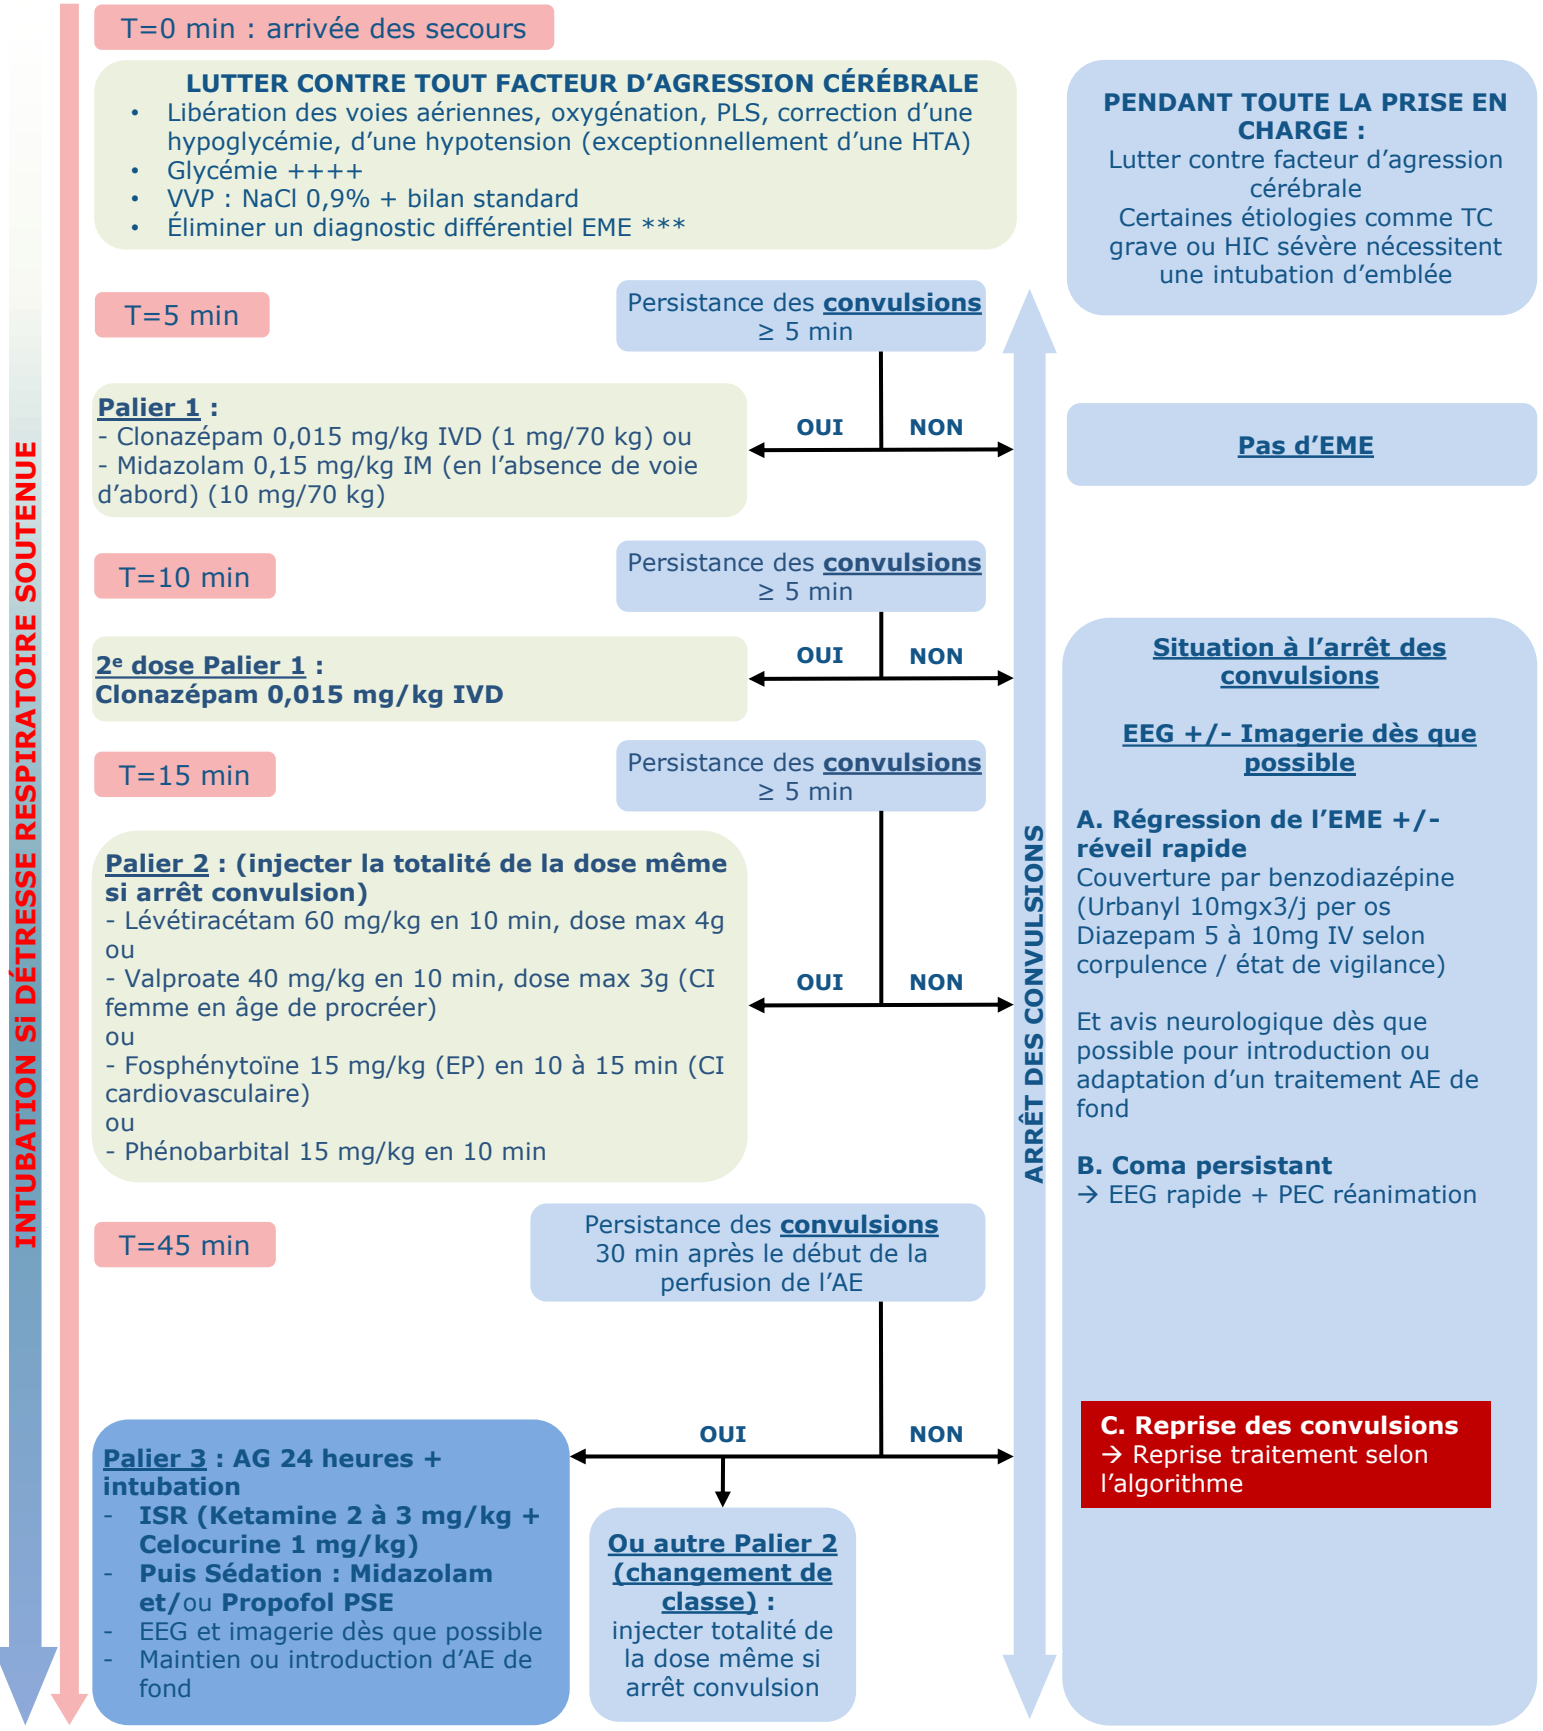 T=0 min : arrivée des secours
LUTTER CONTRE TOUT FACTEUR D’AGRESSION CÉRÉBRALE
• Libération des voies aériennes, oxygénation, PLS, correction d’une
hypoglycémie, d’une hypotension (exceptionnellement d’une HTA)
• Glycémie ++++
• VVP : NaCl 0,9% + bilan standard
• Éliminer un diagnostic différentiel EME ***
PENDANT TOUTE LA PRISE EN
CHARGE :
Lutter contre facteur d’agression
cérébrale
Certaines étiologies comme TC
grave ou HIC sévère nécessitent
une intubation d’emblée
T=5 min
Persistance des convulsions
≥ 5 min
Palier 1 :
- Clonazépam 0,015 mg/kg IVD (1 mg/70 kg) ou
- Midazolam 0,15 mg/kg IM (en l’absence de voie
d’abord) (10 mg/70 kg)
OUI
NON
Pas d’EME
T=10 min
Persistance des convulsions
≥ 5 min
2e dose Palier 1 :
Clonazépam 0,015 mg/kg IVD
OUI
NON
T=15 min
Persistance des convulsions
≥ 5 min
Palier 2 : (injecter la totalité de la dose même
si arrêt convulsion)
- Lévétiracétam 60 mg/kg en 10 min, dose max 4g
ou
- Valproate 40 mg/kg en 10 min, dose max 3g (CI
femme en âge de procréer)
ou
- Fosphénytoïne 15 mg/kg (EP) en 10 à 15 min (CI
cardiovasculaire)
ou
- Phénobarbital 15 mg/kg en 10 min
OUI
NON
T=45 min
Persistance des convulsions
30 min après le début de la
perfusion de l’AE
OUI
NON
Palier 3 : AG 24 heures +
intubation
- ISR (Ketamine 2 à 3 mg/kg +
Celocurine 1 mg/kg)
- Puis Sédation : Midazolam
et/ou Propofol PSE
- EEG et imagerie dès que possible
- Maintien ou introduction d’AE de
fond
Ou autre Palier 2
(changement de
classe) :
injecter totalité de
la dose même si
arrêt convulsion
Situation à l’arrêt des
convulsions
EEG +/- Imagerie dès que
possible
A. Régression de l’EME +/-
réveil rapide
Couverture par benzodiazépine
(Urbanyl 10mgx3/j per os
Diazepam 5 à 10mg IV selon
corpulence / état de vigilance)
Et avis neurologique dès que
possible pour introduction ou
adaptation d’un traitement AE de
fond
B. Coma persistant
→ EEG rapide + PEC réanimation
C. Reprise des convulsions
→ Reprise traitement selon
l’algorithme
INTUBATION Si DÉTRESSE RESPIRATOIRE SOUTENUE
ARRÊT DES CONVULSIONS